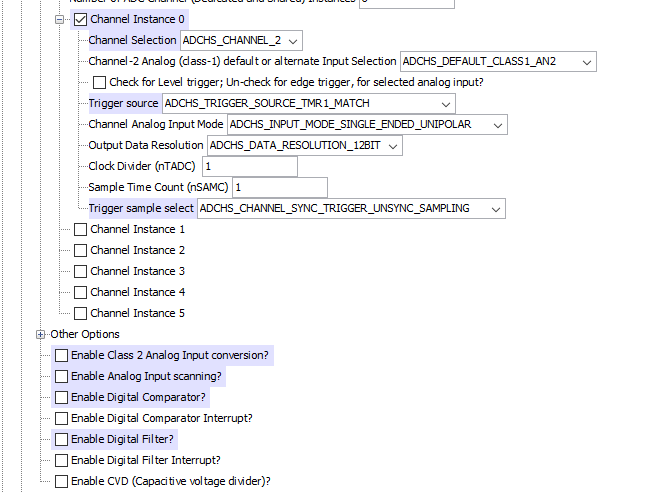 Number of ADC Channel (Dedicated and Shared) Instances
Channel Instance 0
Channel Selection ADCHS_CHANNEL_2
Channel-2 Analog (class-1) default or alternate Input Selection ADCHS_DEFAULT_CLASS1_AN2
Check for Level trigger; Un-check for edge trigger, for selected analog input?
Trigger source ADCHS_TRIGGER_SOURCE_TMR1_MATCH
Channel Analog Input Mode ADCHS_INPUT_MODE_SINGLE_ENDED_UNIPOLAR
Output Data Resolution ADCHS_DATA_RESOLUTION_12BIT
Clock Divider (nTADC) 1
Sample Time Count (nSAMC) 1
Trigger sample select ADCHS_CHANNEL_SYNC_TRIGGER_UNSYNC_SAMPLING
Channel Instance 1
Channel Instance 2
Channel Instance 3
Channel Instance 4
Channel Instance 5
Other Options
Enable Class 2 Analog Input conversion?
Enable Analog Input scanning?
Enable Digital Comparator?
Enable Digital Comparator Interrupt?
Enable Digital Filter?
Enable Digital Filter Interrupt?
Enable CVD (Capacitive voltage divider)?